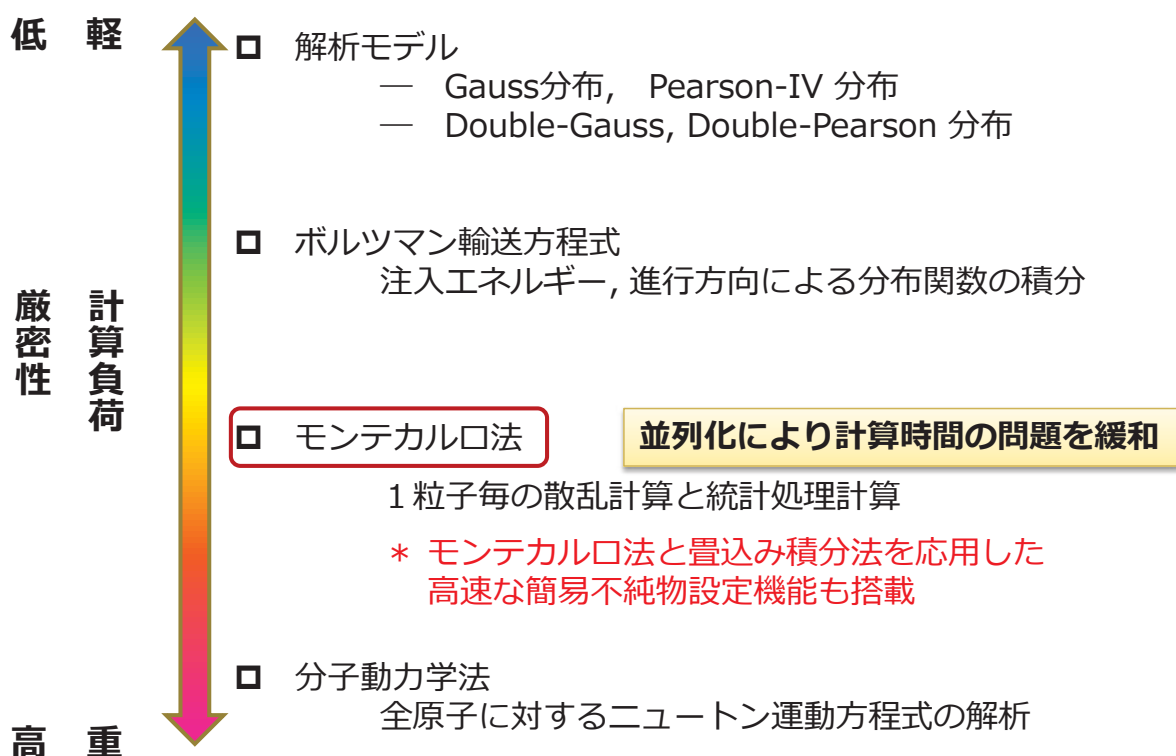 低 軽
□ 解析モデル
― Gauss分布, Pearson-IV 分布
― Double-Gauss, Double-Pearson 分布
□ ボルツマン輸送方程式
注入エネルギー, 進行方向による分布関数の積分
厳密性
計算負荷
□ モンテカルロ法
並列化により計算時間の問題を緩和
1粒子毎の散乱計算と統計処理計算
* モンテカルロ法と畳込み積分法を応用した
高速な簡易不純物設定機能も搭載
□ 分子動力学法
全原子に対するニュートン運動方程式の解析
高 重